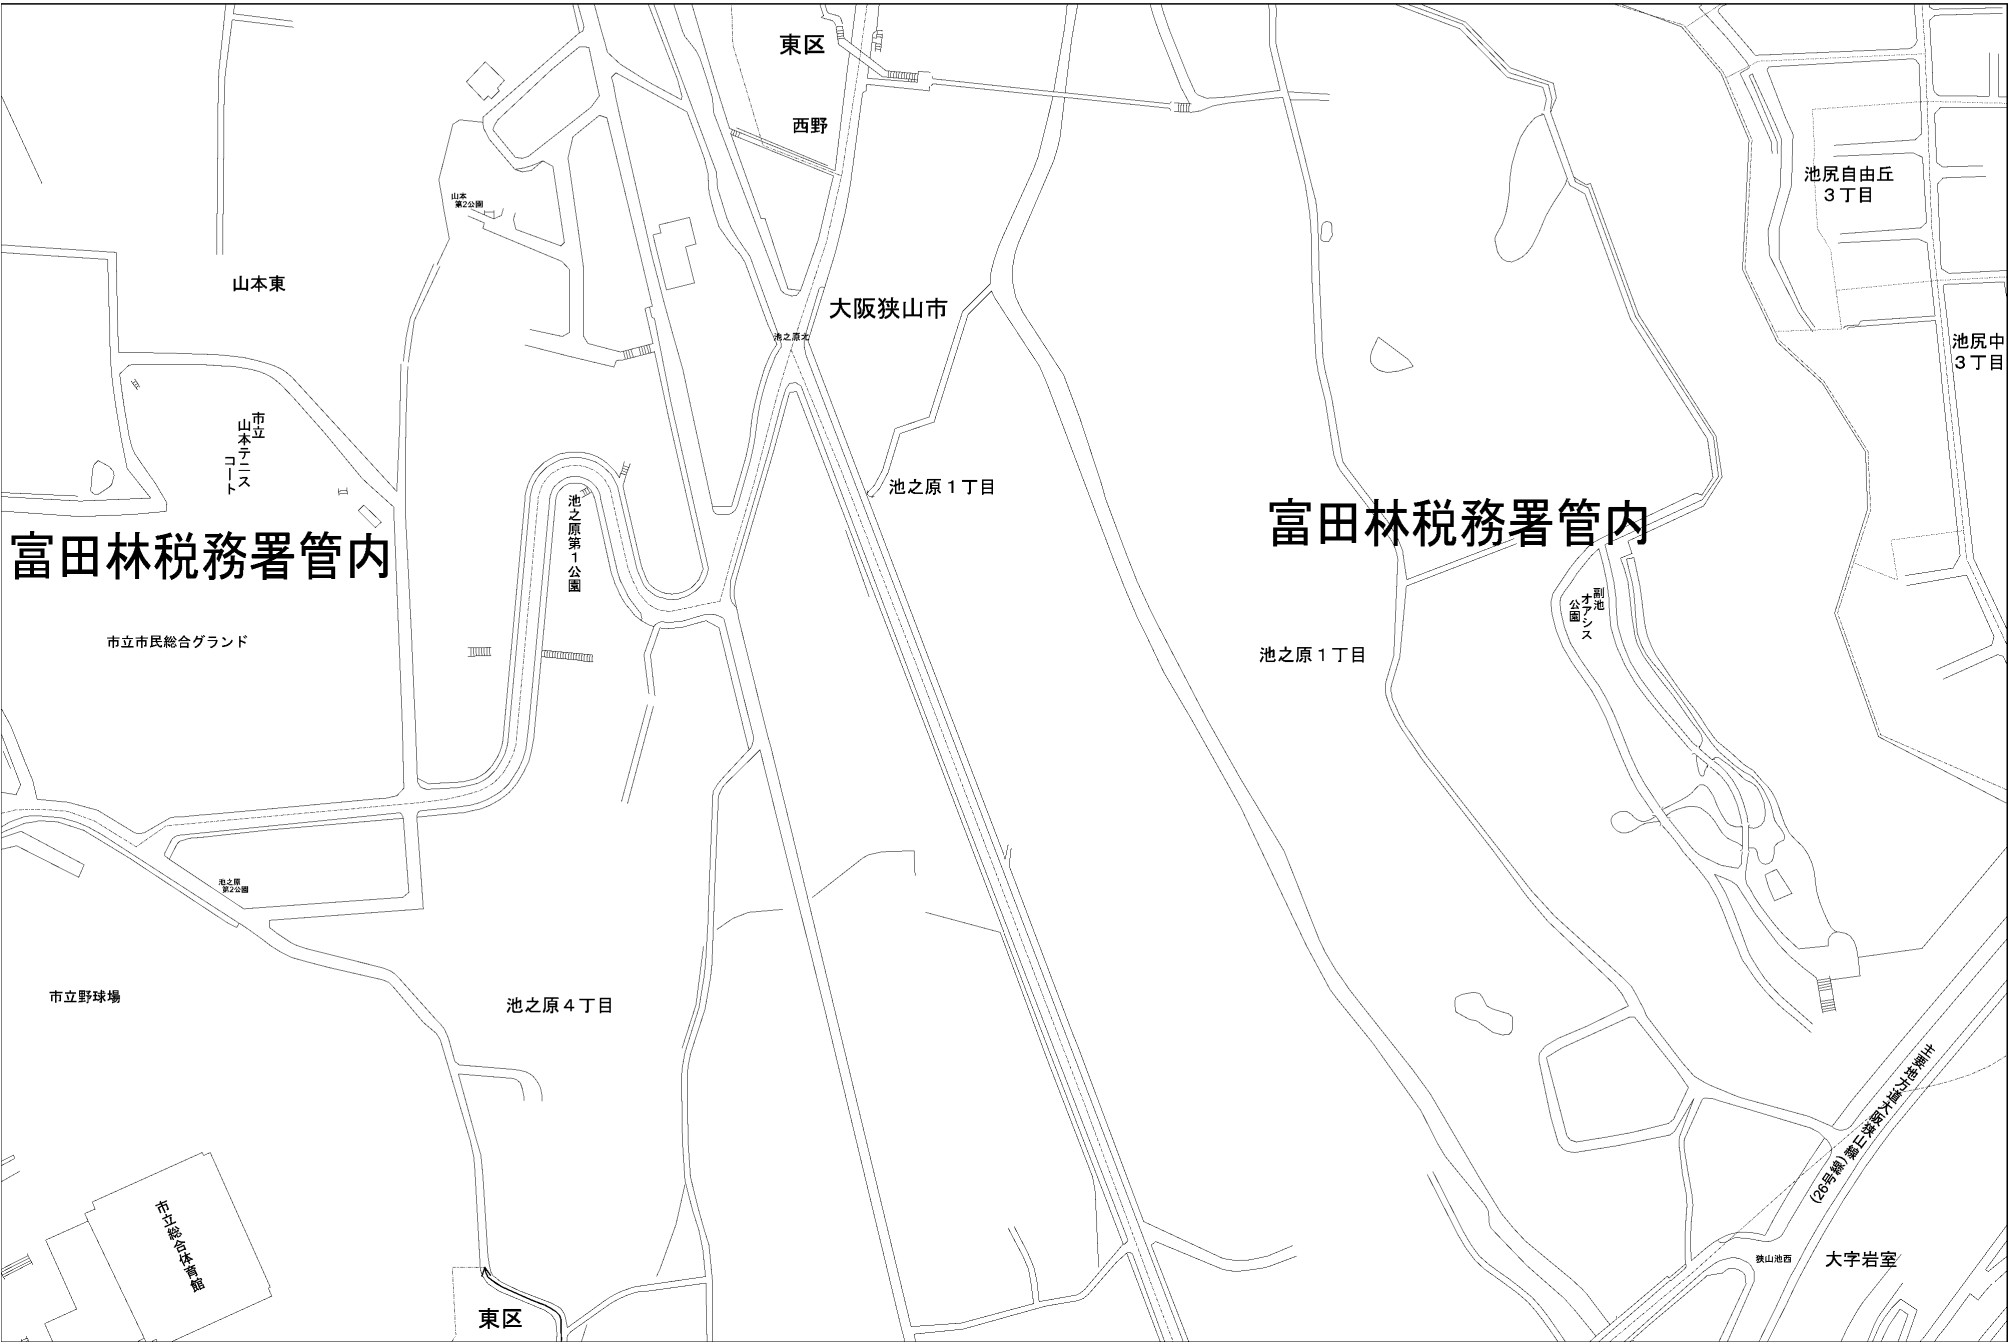 東区
西野
池尻自由丘
３丁目
山本
第2公園
山本東
大阪狭山市
池之原北
池尻中
３丁目
市立
山本テニス
コート
池之原１丁目
池之原第１公園
富田林税務署管内
富田林税務署管内
副池
オアシス
公園
市立市民総合グランド
池之原１丁目
池之原
第2公園
市立野球場
池之原４丁目
主要地方道大阪狭山線
(26号線)
市立総合体育館
狭山池西
大字岩室
東区